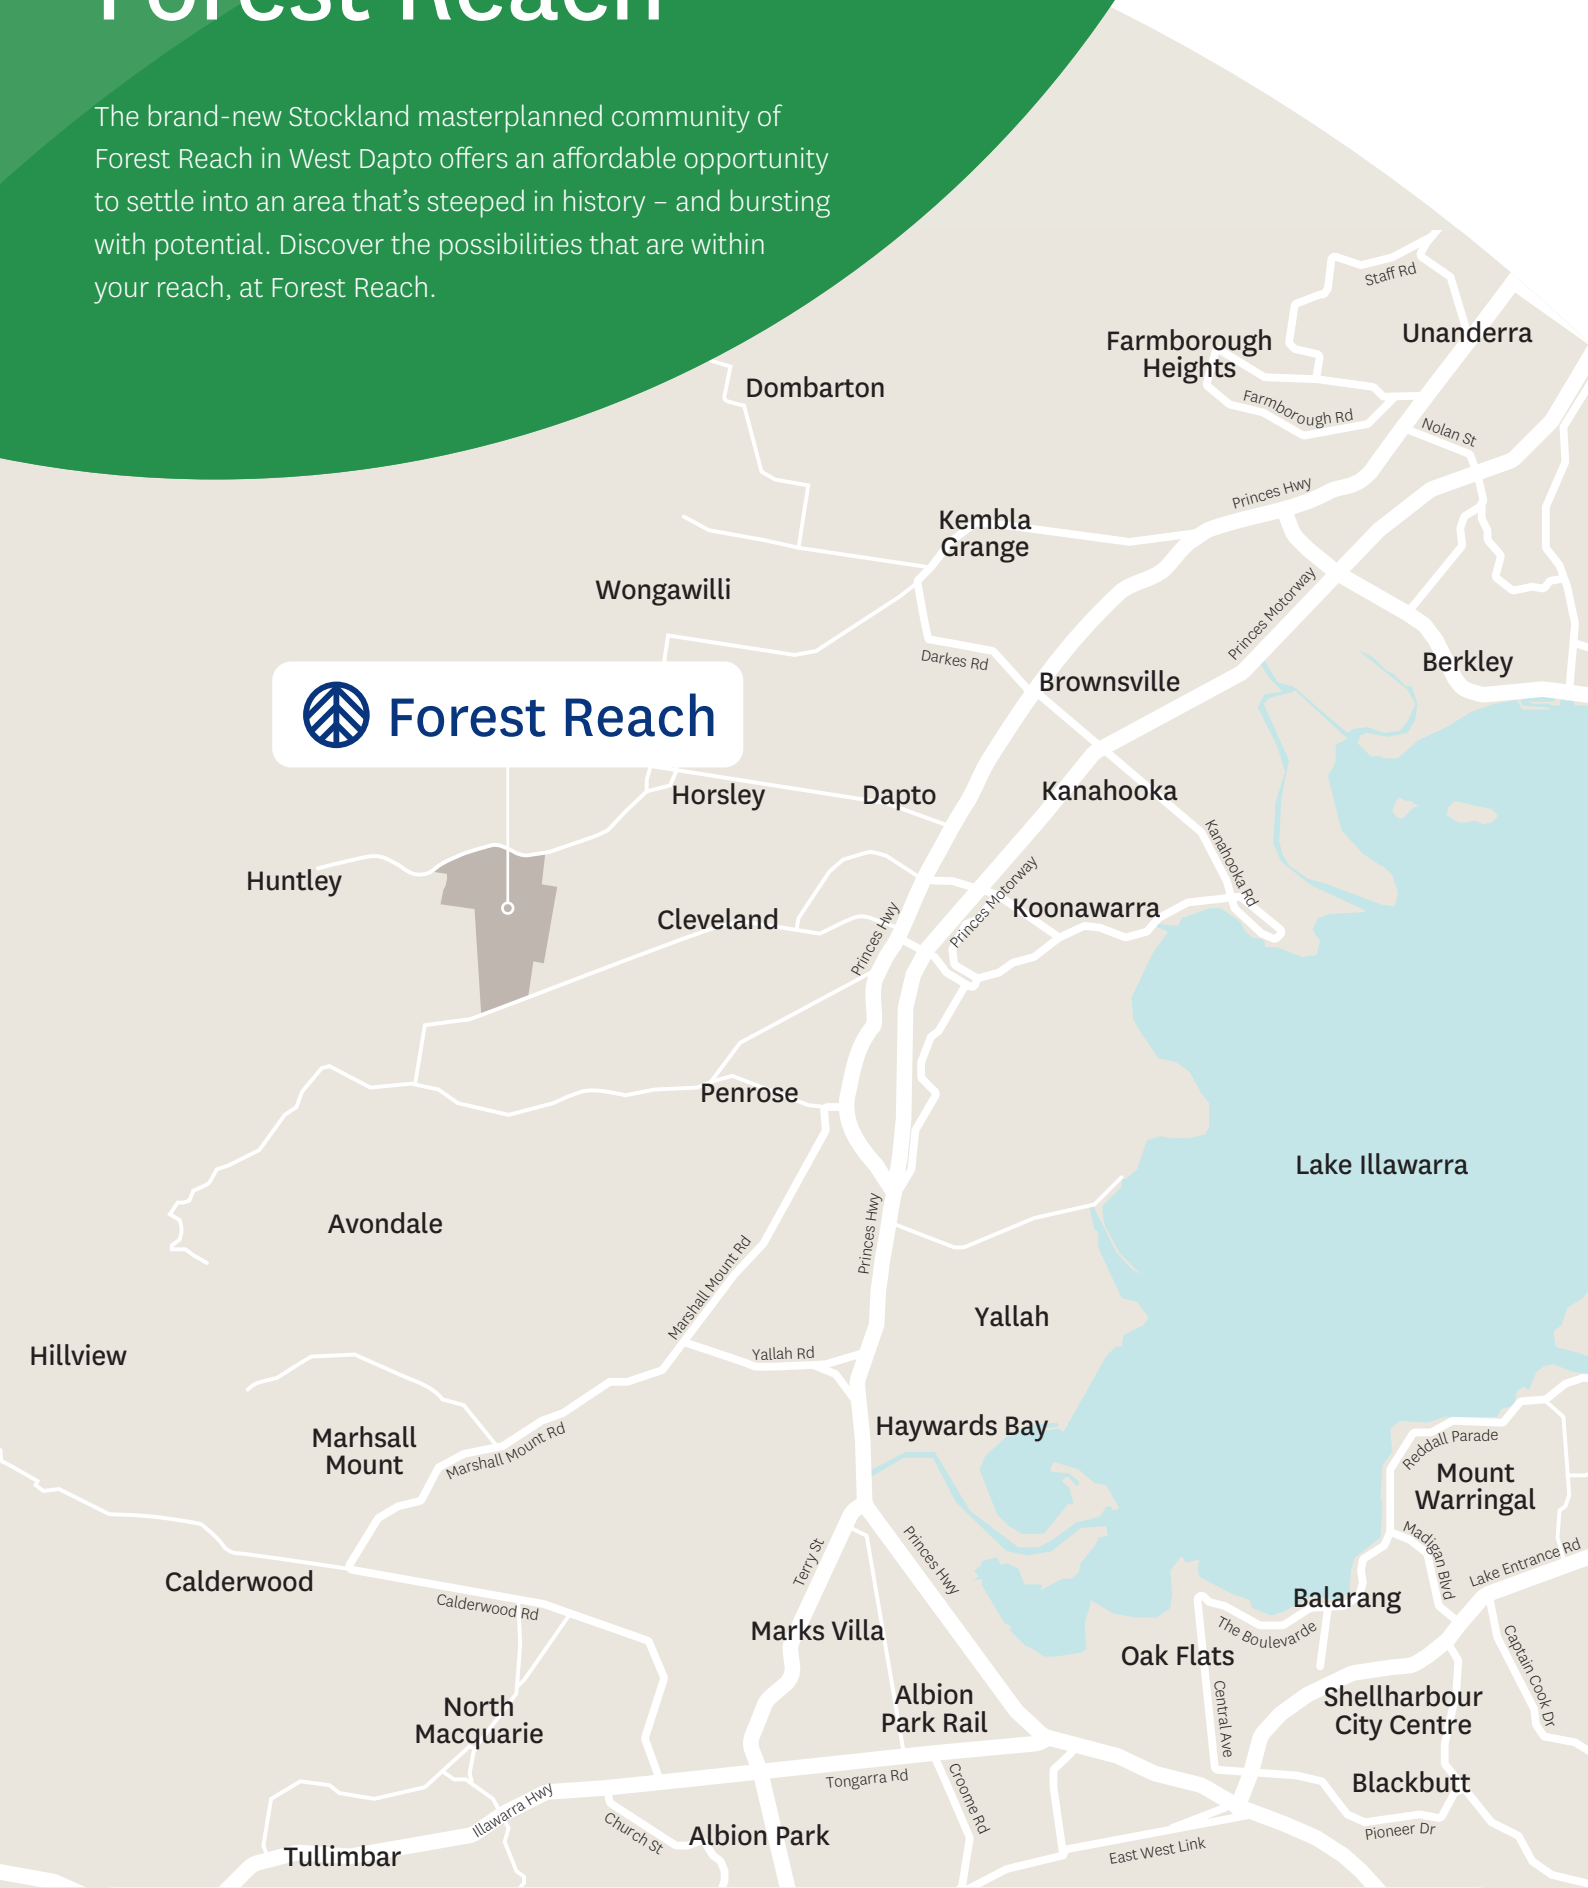 Forest Reach
The brand-new Stockland masterplanned community of
Forest Reach in West Dapto offers an affordable opportunity
to settle into an area that's steeped in history – and bursting
with potential. Discover the possibilities that are within
your reach, at Forest Reach.
Staff Rd
Unanderra
Farmborough
Heights
Dombarton
Farmborough Rd
Nolan St
Princes Hwy
Kembla
Grange
Wongawilli
Princes Motorway
Darkes Rd
Berkley
Brownsville
Forest Reach
Horsley
Dapto
Kanahooka
Kanahooka Rd
Huntley
Princes Motorway
Koonawarra
Cleveland
Princes Hwy
Penrose
Lake Illawarra
Avondale
Princes Hwy
Marshall Mount Rd
Yallah
Hillview
Yallah Rd
Haywards Bay
Marhsall
Mount
Marshall Mount Rd
Reddall Parade
Mount
Warringal
Madigan Blvd
Lake Entrance Rd
Terry St
Princes Hwy
Calderwood
Calderwood Rd
Balarang
Marks Villa
The Boulevarde
Oak Flats
Captain Cook Dr
Central Ave
North
Macquarie
Albion
Park Rail
Shellharbour
City Centre
Tongarra Rd
Croome Rd
Blackbutt
Illawarra Hwy
Church St
Albion Park
Pioneer Dr
East West Link
Tullimbar